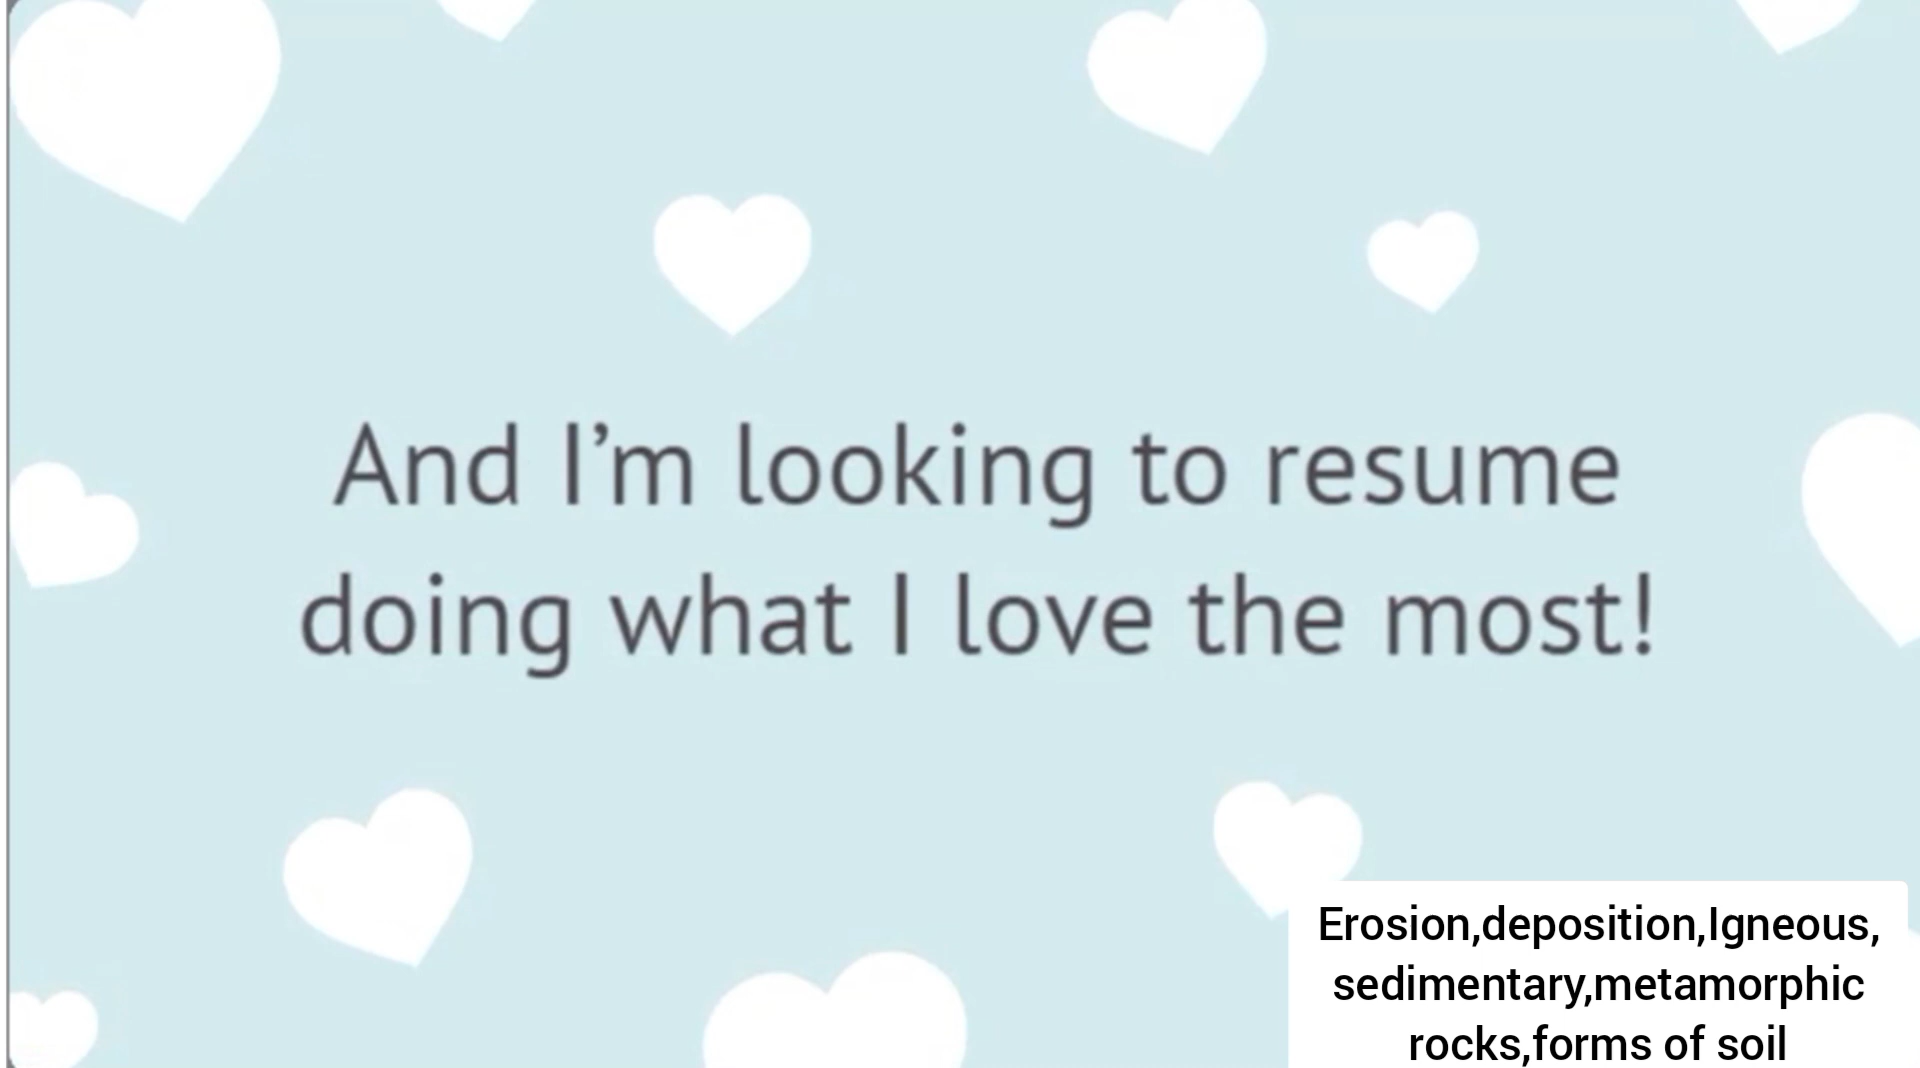 And I’m looking to resume
doing what I love the most!
Erosion,deposition,Igneous,
sedimentary,metamorphic
rocks,forms of soil